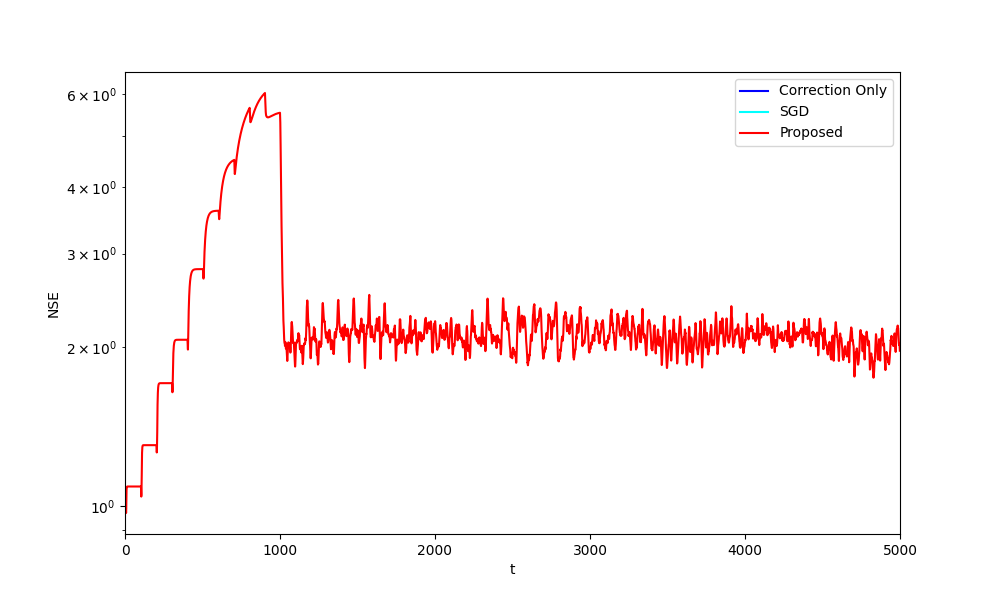 Correction Only
SGD
Proposed
6 × 10⁰
4 × 10⁰
3 × 10⁰
2 × 10⁰
10⁰
NSE
0 1000 2000 3000 4000 5000
t